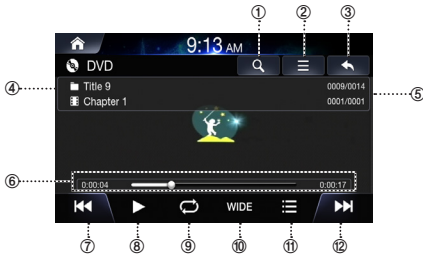 ① ② ③
9:13 AM
DVD
④ Title 9 0009/0014 ⑤
Chapter 1 0001/0001
⑥ 0:00:04 0:00:17
WIDE
⑦ ⑧ ⑨ ⑩ ⑪ ⑫